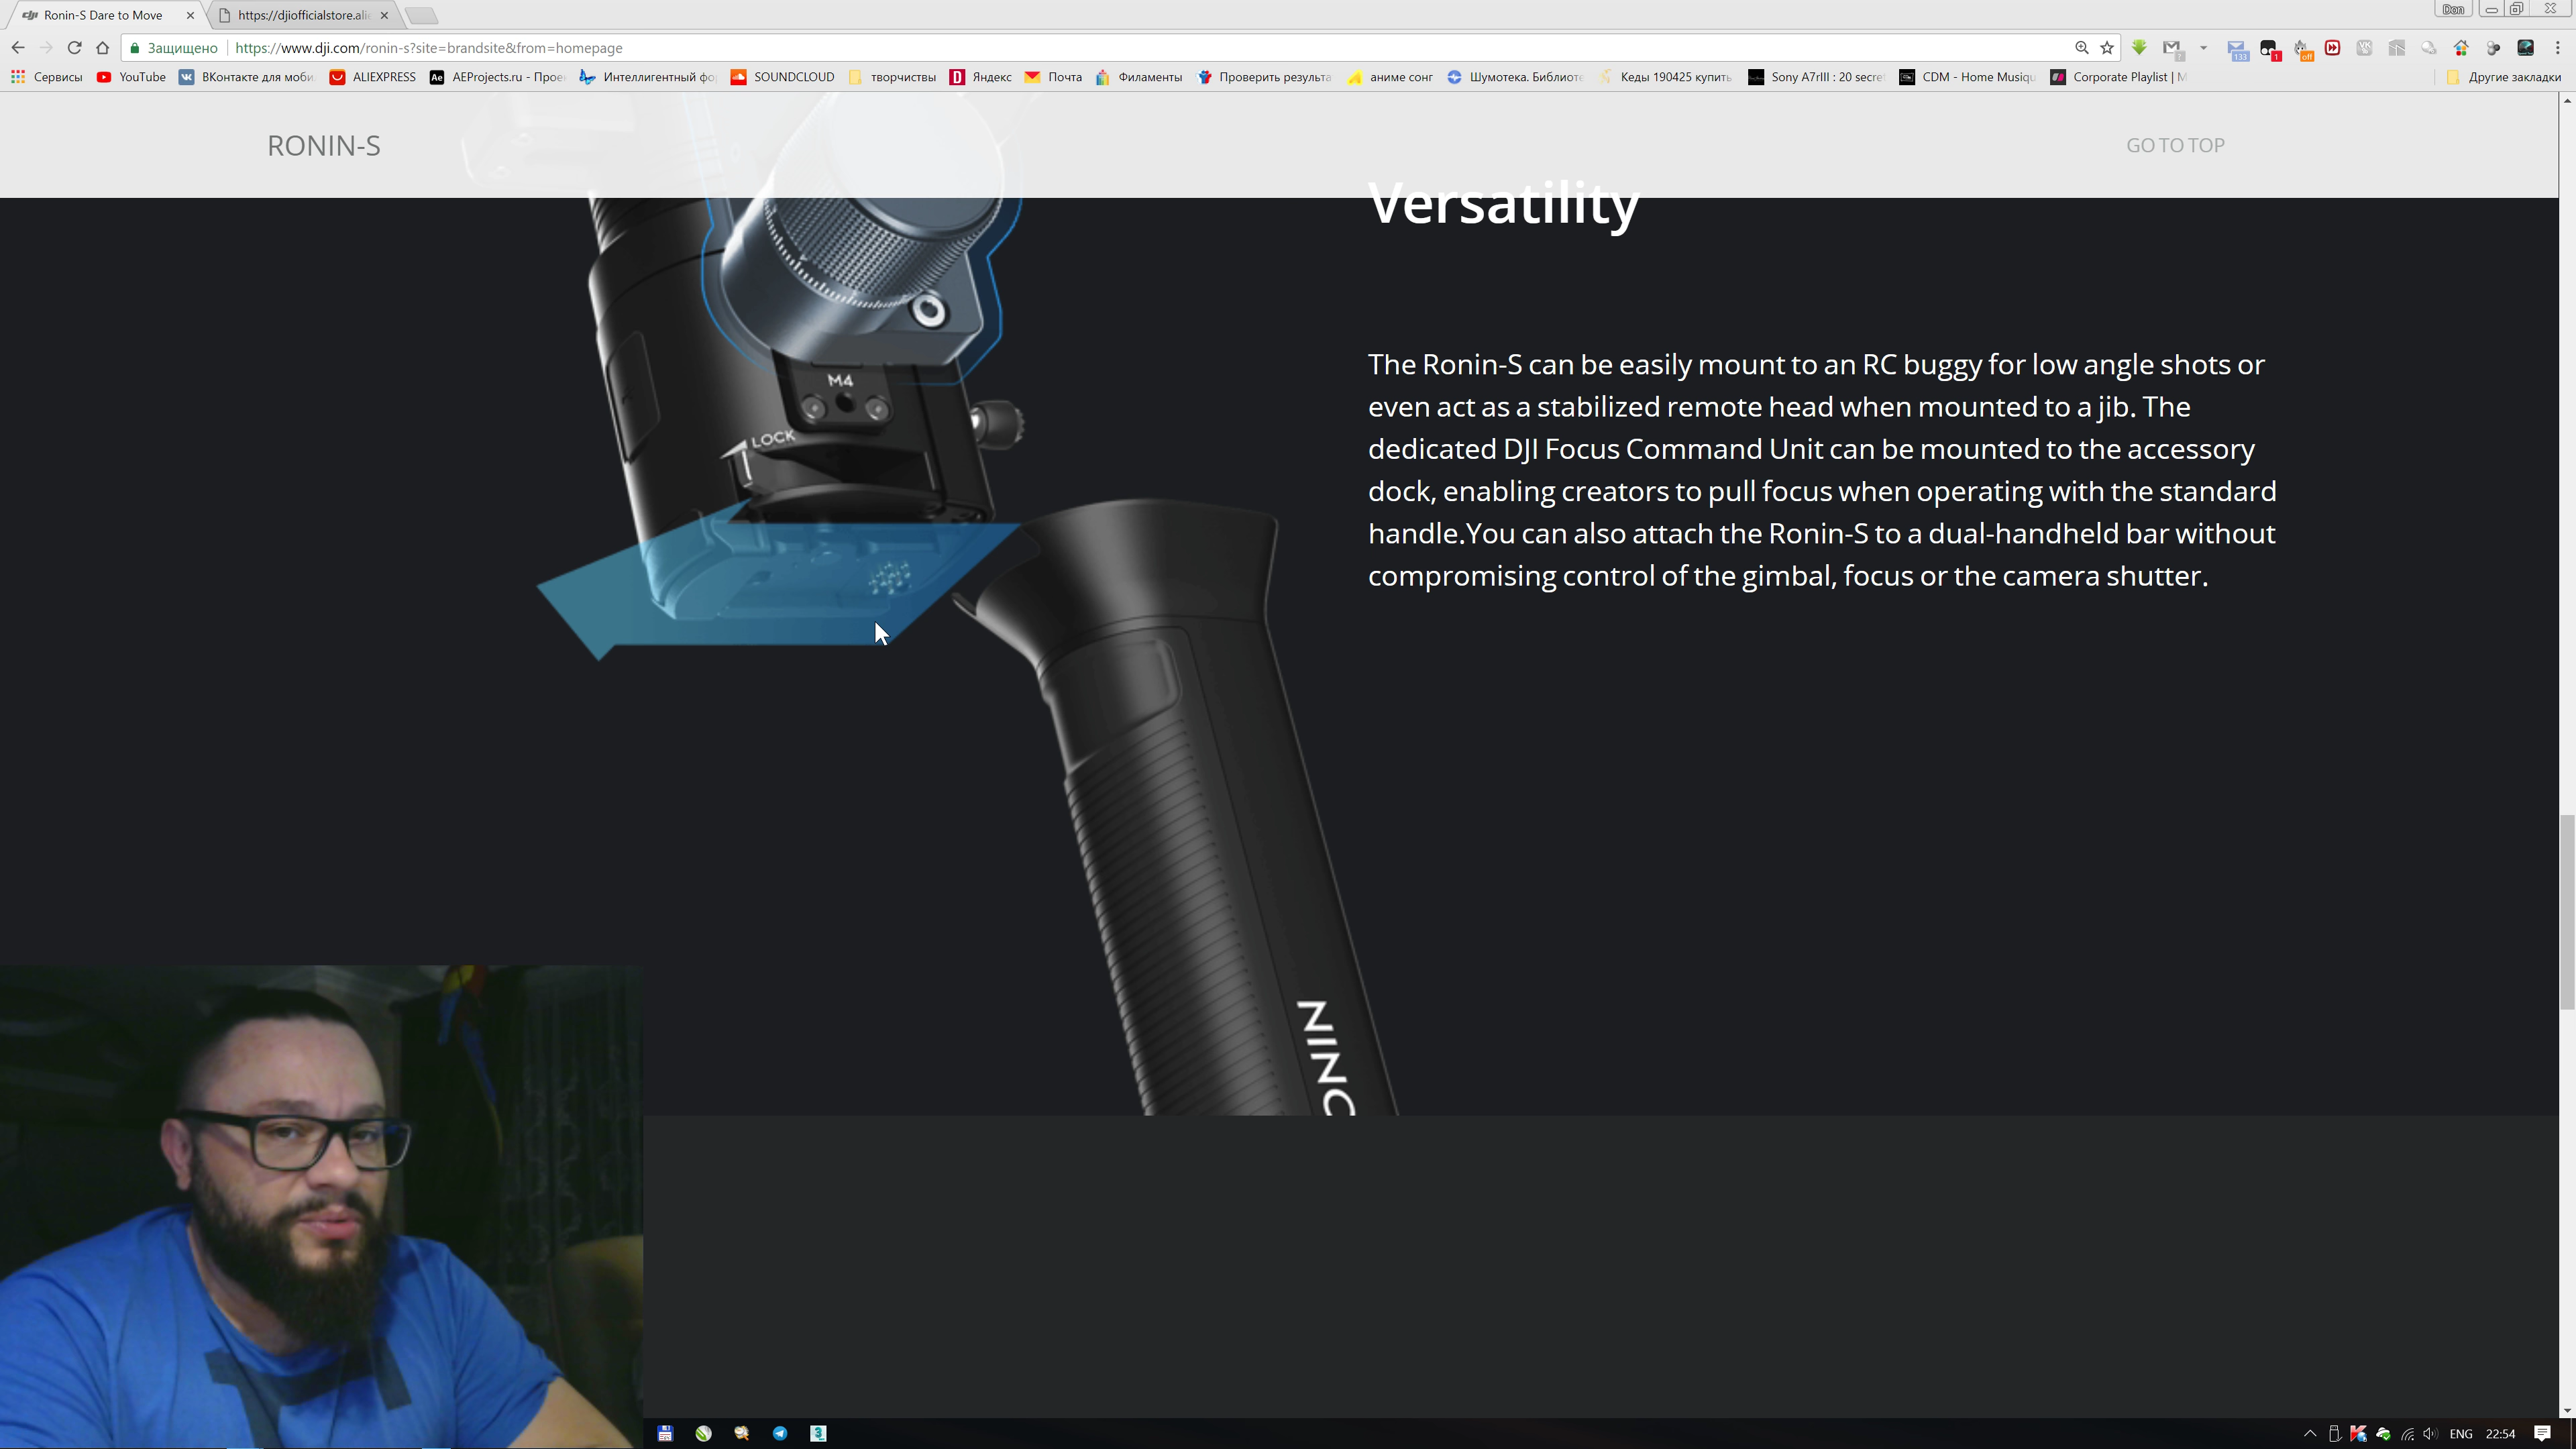 Ronin-S Dare to Move
https://djiofficialstore.ali
Don
Защищено
https://www.dji.com/ronin-s?site=brandsite&from=homepage
Сервисы
YouTube
ВКонтакте для моби
ALIEXPRESS
AEProjects.ru - Прое
Интеллигентный фо
SOUNDCLOUD
творчиствы
Яндекс
Почта
Филаменты
Проверить результа
аниме сонг
Шумотека. Библиоте
Кеды 190425 купить
Sony A7rIII : 20 secre
CDM - Home Musiqu
Corporate Playlist | M
Другие закладки
133
1
off
RONIN-S
GO TO TOP
Versatility
The Ronin-S can be easily mount to an RC buggy for low angle shots or
even act as a stabilized remote head when mounted to a jib. The
dedicated DJI Focus Command Unit can be mounted to the accessory
dock, enabling creators to pull focus when operating with the standard
handle.You can also attach the Ronin-S to a dual-handheld bar without
compromising control of the gimbal, focus or the camera shutter.
M4
LOCK
NINO
ENG
22:54